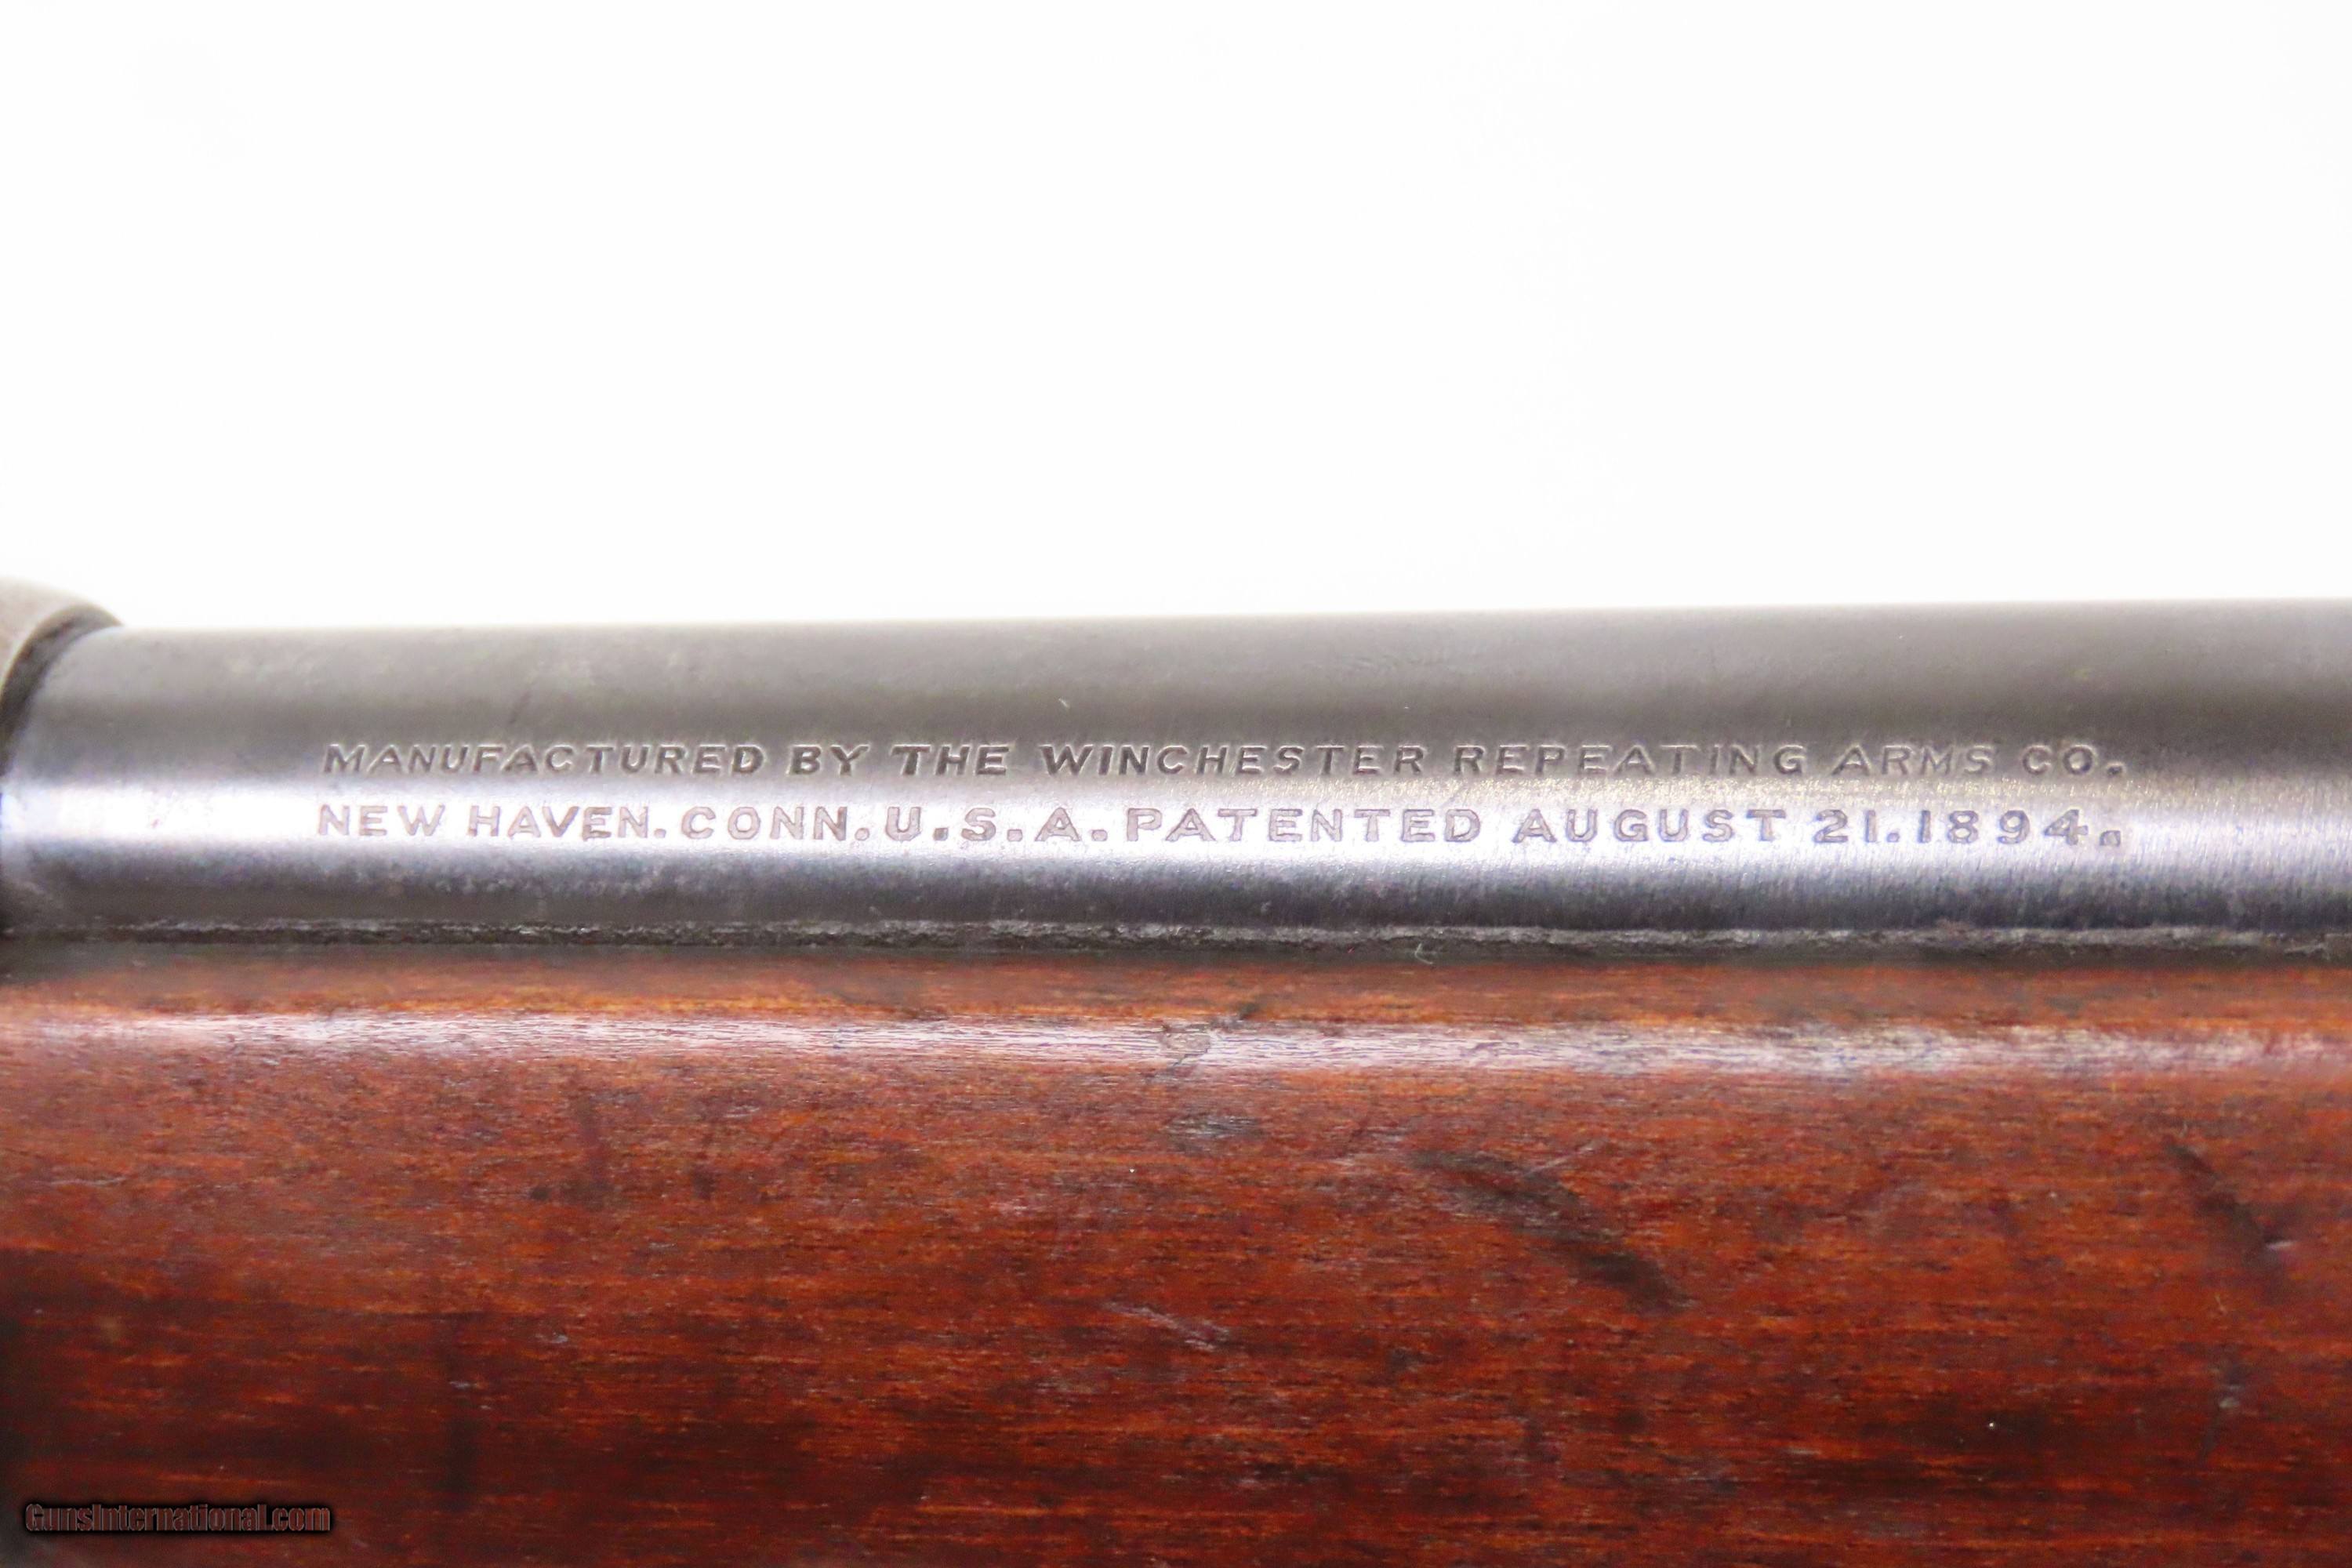 MANUFACTURED BY THE WINCHESTER REPEATING ARMS CO.
NEW HAVEN. CONN. U.S.A. PATENTED AUGUST 21. 1894.
GunsInternational.com